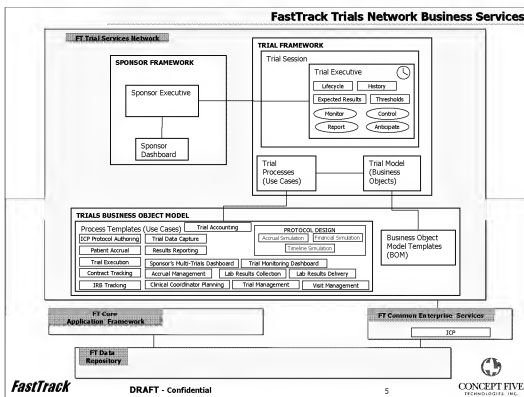 FastTrack Trials Network Business Services
FT Trial Services Network
TRIAL FRAMEWORK
SPONSOR FRAMEWORK
Trial Session
Trial Executive
Sponsor Executive
Lifecycle
History
Expected Results
Thresholds
Monitor
Control
Report
Anticipate
Sponsor
Dashboard
Trial
Processes
(Use Cases)
Trial Model
(Business
Objects)
TRIALS BUSINESS OBJECT MODEL
Process Templates (Use Cases)
Trial Accounting
PROTOCOL DESIGN
ICP Protocol Authoring
Trial Data Capture
Accrual Simulation
Financial Simulation
Timeline Simulation
Patient Accrual
Results Reporting
Trial Execution
Sponsor's Multi-Trials Dashboard
Trial Monitoring Dashboard
Contract Tracking
Accrual Management
Lab Results Collection
Lab Results Delivery
IRB Tracking
Clinical Coordinator Planning
Trial Management
Visit Management
Business Object
Model Templates
(BOM)
FT Core
Application Framework
FT Common Enterprise Services
ICP
FT Data
Repository
FastTrack
DRAFT - Confidential
5
CONCEPT FIVE
TECHNOLOGIES, INC.